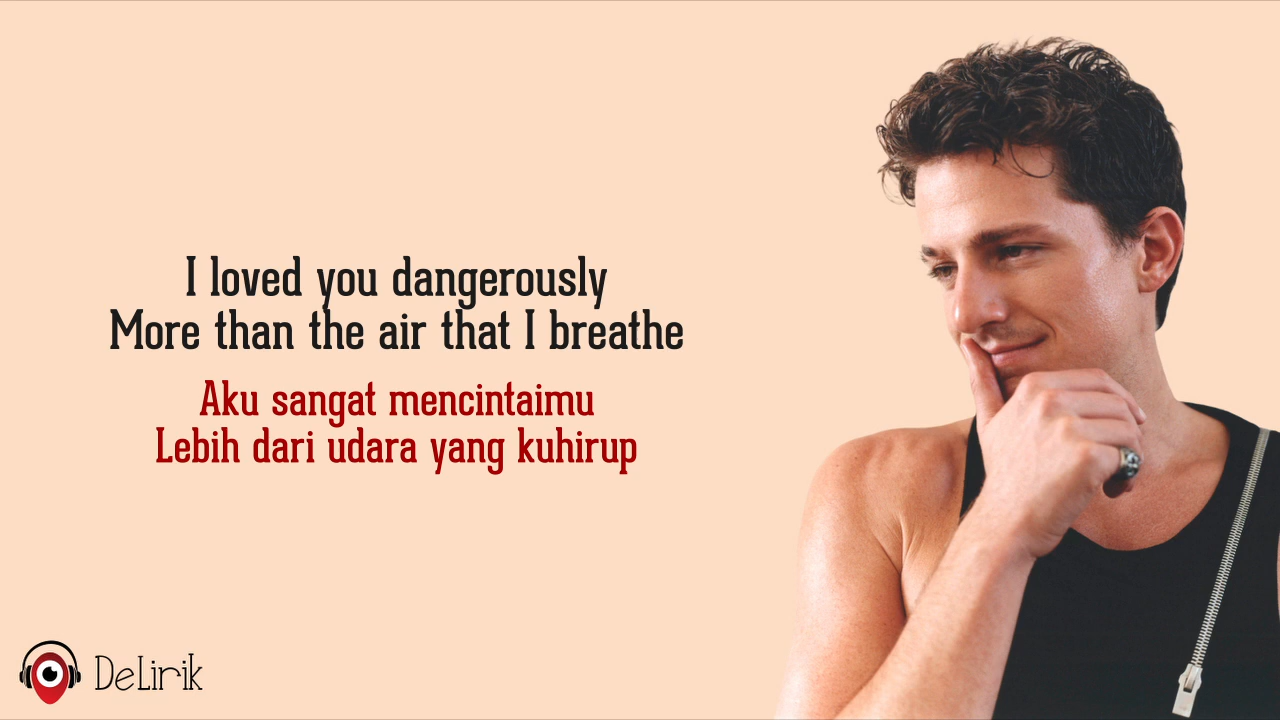 I loved you dangerously
More than the air that I breathe
Aku sangat mencintaimu
Lebih dari udara yang kuhirup
DeLirik